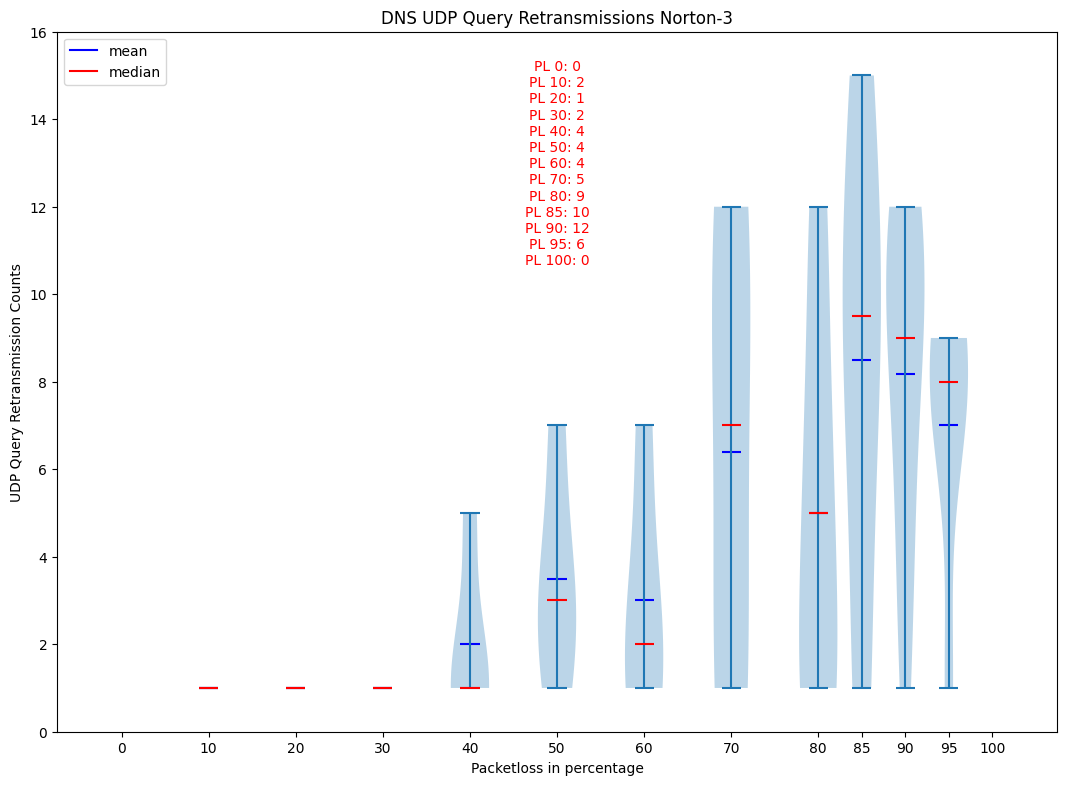 DNS UDP Query Retransmissions Norton-3
mean
median
PL 0: 0
PL 10: 2
PL 20: 1
PL 30: 2
PL 40: 4
PL 50: 4
PL 60: 4
PL 70: 5
PL 80: 9
PL 85: 10
PL 90: 12
PL 95: 6
PL 100: 0
UDP Query Retransmission Counts
16
14
12
10
8
6
4
2
0
0 10 20 30 40 50 60 70 80 85 90 95 100
Packetloss in percentage